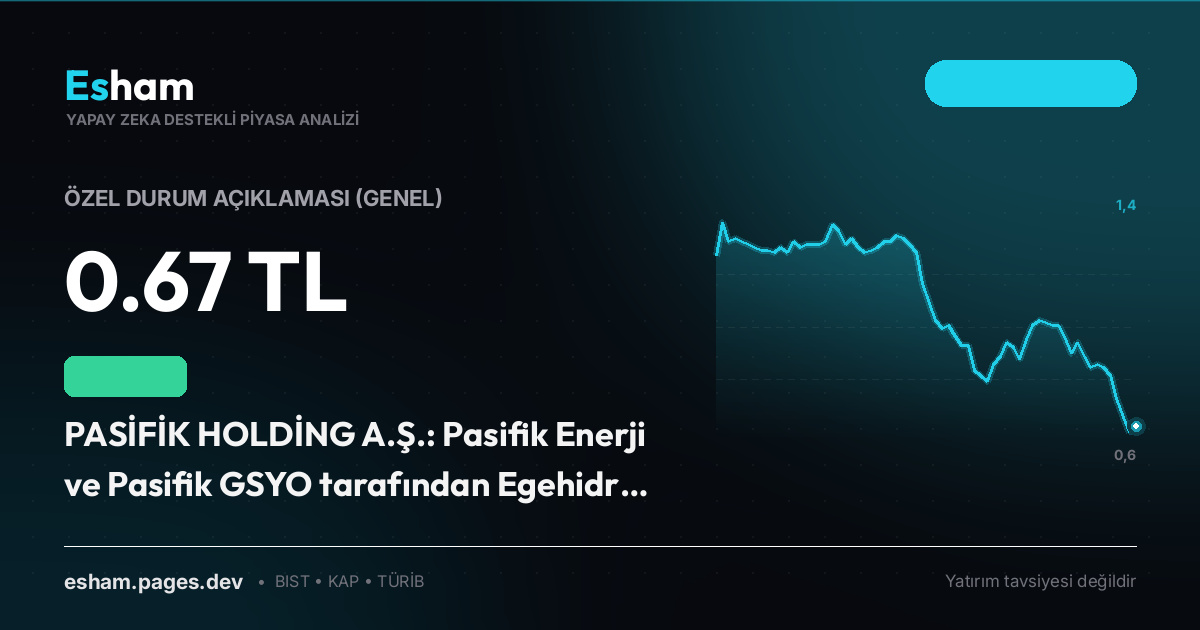 Esham
YAPAY ZEKA DESTEKLİ PİYASA ANALİZİ
ÖZEL DURUM AÇIKLAMASI (GENEL)
0.67 TL
1,4
0,6
PASİFİK HOLDİNG A.Ş.: Pasifik Enerji
ve Pasifik GSYO tarafından Egehidr...
esham.pages.dev • BIST • KAP • TÜRİB
Yatırım tavsiyesi değildir